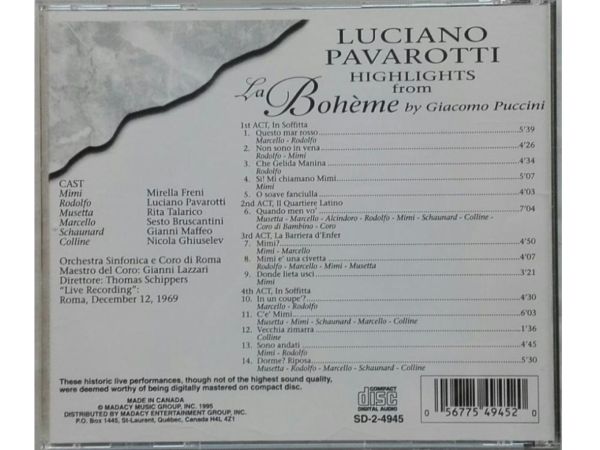 LUCIANO
PAVAROTTI
HIGHLIGHTS
from
La Bohème by Giacomo Puccini
1st ACT, In Soffitta
1. Questo mar rosso 5'39
Marcello - Rodolfo
2. Non sono in vena 4'26
Rodolfo - Mimi
3. Che Gelida Manina 4'34
Rodolfo
4. Si! Mi chiamano Mimi 5'07
Mimi
5. O soave fanciulla 4'03
2nd ACT, Il Quartiere Latino
6. Quando men vo' 7'04
Musetta - Marcello - Alcindoro - Rodolfo - Mimi - Schaunard - Colline -
Coro di Bambino - Coro
3rd ACT, La Barriera d'Enfer
7. Mimi? 4'50
Mimi - Marcello
8. Mimi e' una civetta 4'07
Rodolfo - Marcello - Mimi - Musetta
9. Donde lieta usci 3'21
Mimi
4th ACT, In Soffitta
10. In un coupe'? 4'30
Marcello - Rodolfo
11. C'e' Mimi 6'03
Musetta - Mimi - Schaunard - Marcello - Colline
12. Vecchia zimarra 1'36
Colline
13. Sono andati 4'45
Mimi - Rodolfo
14. Dorme? Riposa 5'30
Musetta - Rodolfo - Marcello - Schaunard - Colline
CAST
Mimi Mirella Freni
Rodolfo Luciano Pavarotti
Musetta Rita Talarico
Marcello Sesto Bruscantini
Schaunard Gianni Maffeo
Colline Nicola Ghiuselev
Orchestra Sinfonica e Coro di Roma
Maestro del Coro: Gianni Lazzari
Direttore: Thomas Schippers
"Live Recording":
Roma, December 12, 1969
These historic live performances, though not of the highest sound quality,
were deemed worthy of being digitally mastered on compact disc.
MADE IN CANADA
© MADACY MUSIC GROUP, INC. 1995
DISTRIBUTED BY MADACY ENTERTAINMENT GROUP, INC.
P.O. Box 1445, St-Laurent, Québec, Canada H4L 4Z1
COMPACT
disc
DIGITAL AUDIO
SD-2-4945
0 56775 49452 0